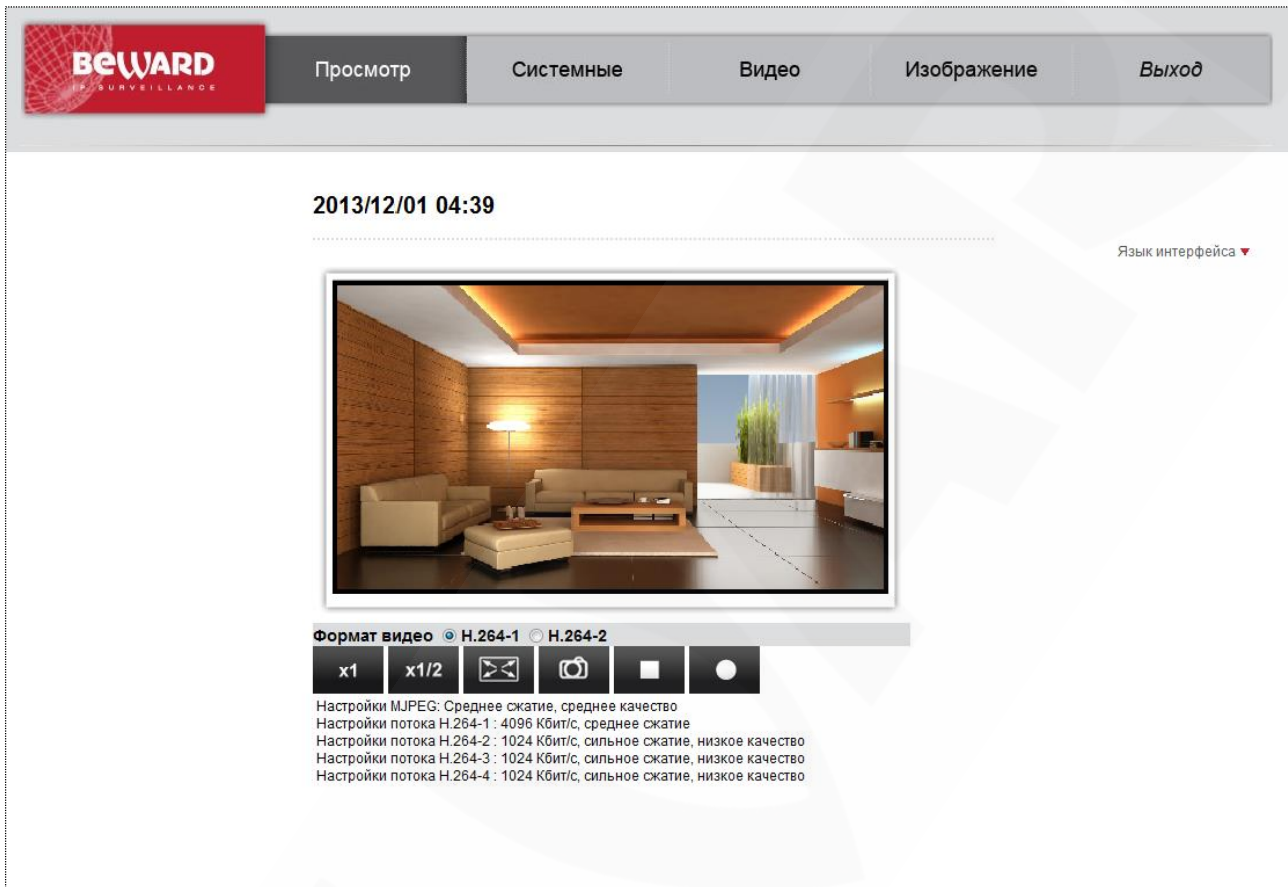 BEWARD
IP SURVEILLANCE
Просмотр Системные Видео Изображение Выход
2013/12/01 04:39
Язык интерфейса
Формат видео H.264-1 H.264-2
x1 x1/2
Настройки MJPEG: Среднее сжатие, среднее качество
Настройки потока H.264-1 : 4096 Кбит/с, среднее сжатие
Настройки потока H.264-2 : 1024 Кбит/с, сильное сжатие, низкое качество
Настройки потока H.264-3 : 1024 Кбит/с, сильное сжатие, низкое качество
Настройки потока H.264-4 : 1024 Кбит/с, сильное сжатие, низкое качество